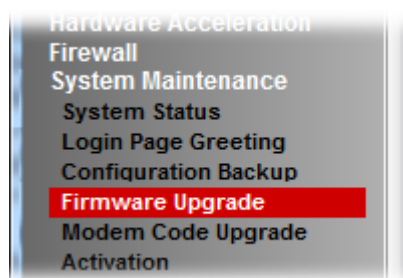 Hardware Acceleration
Firewall
System Maintenance
System Status
Login Page Greeting
Configuration Backup
Firmware Upgrade
Modem Code Upgrade
Activation